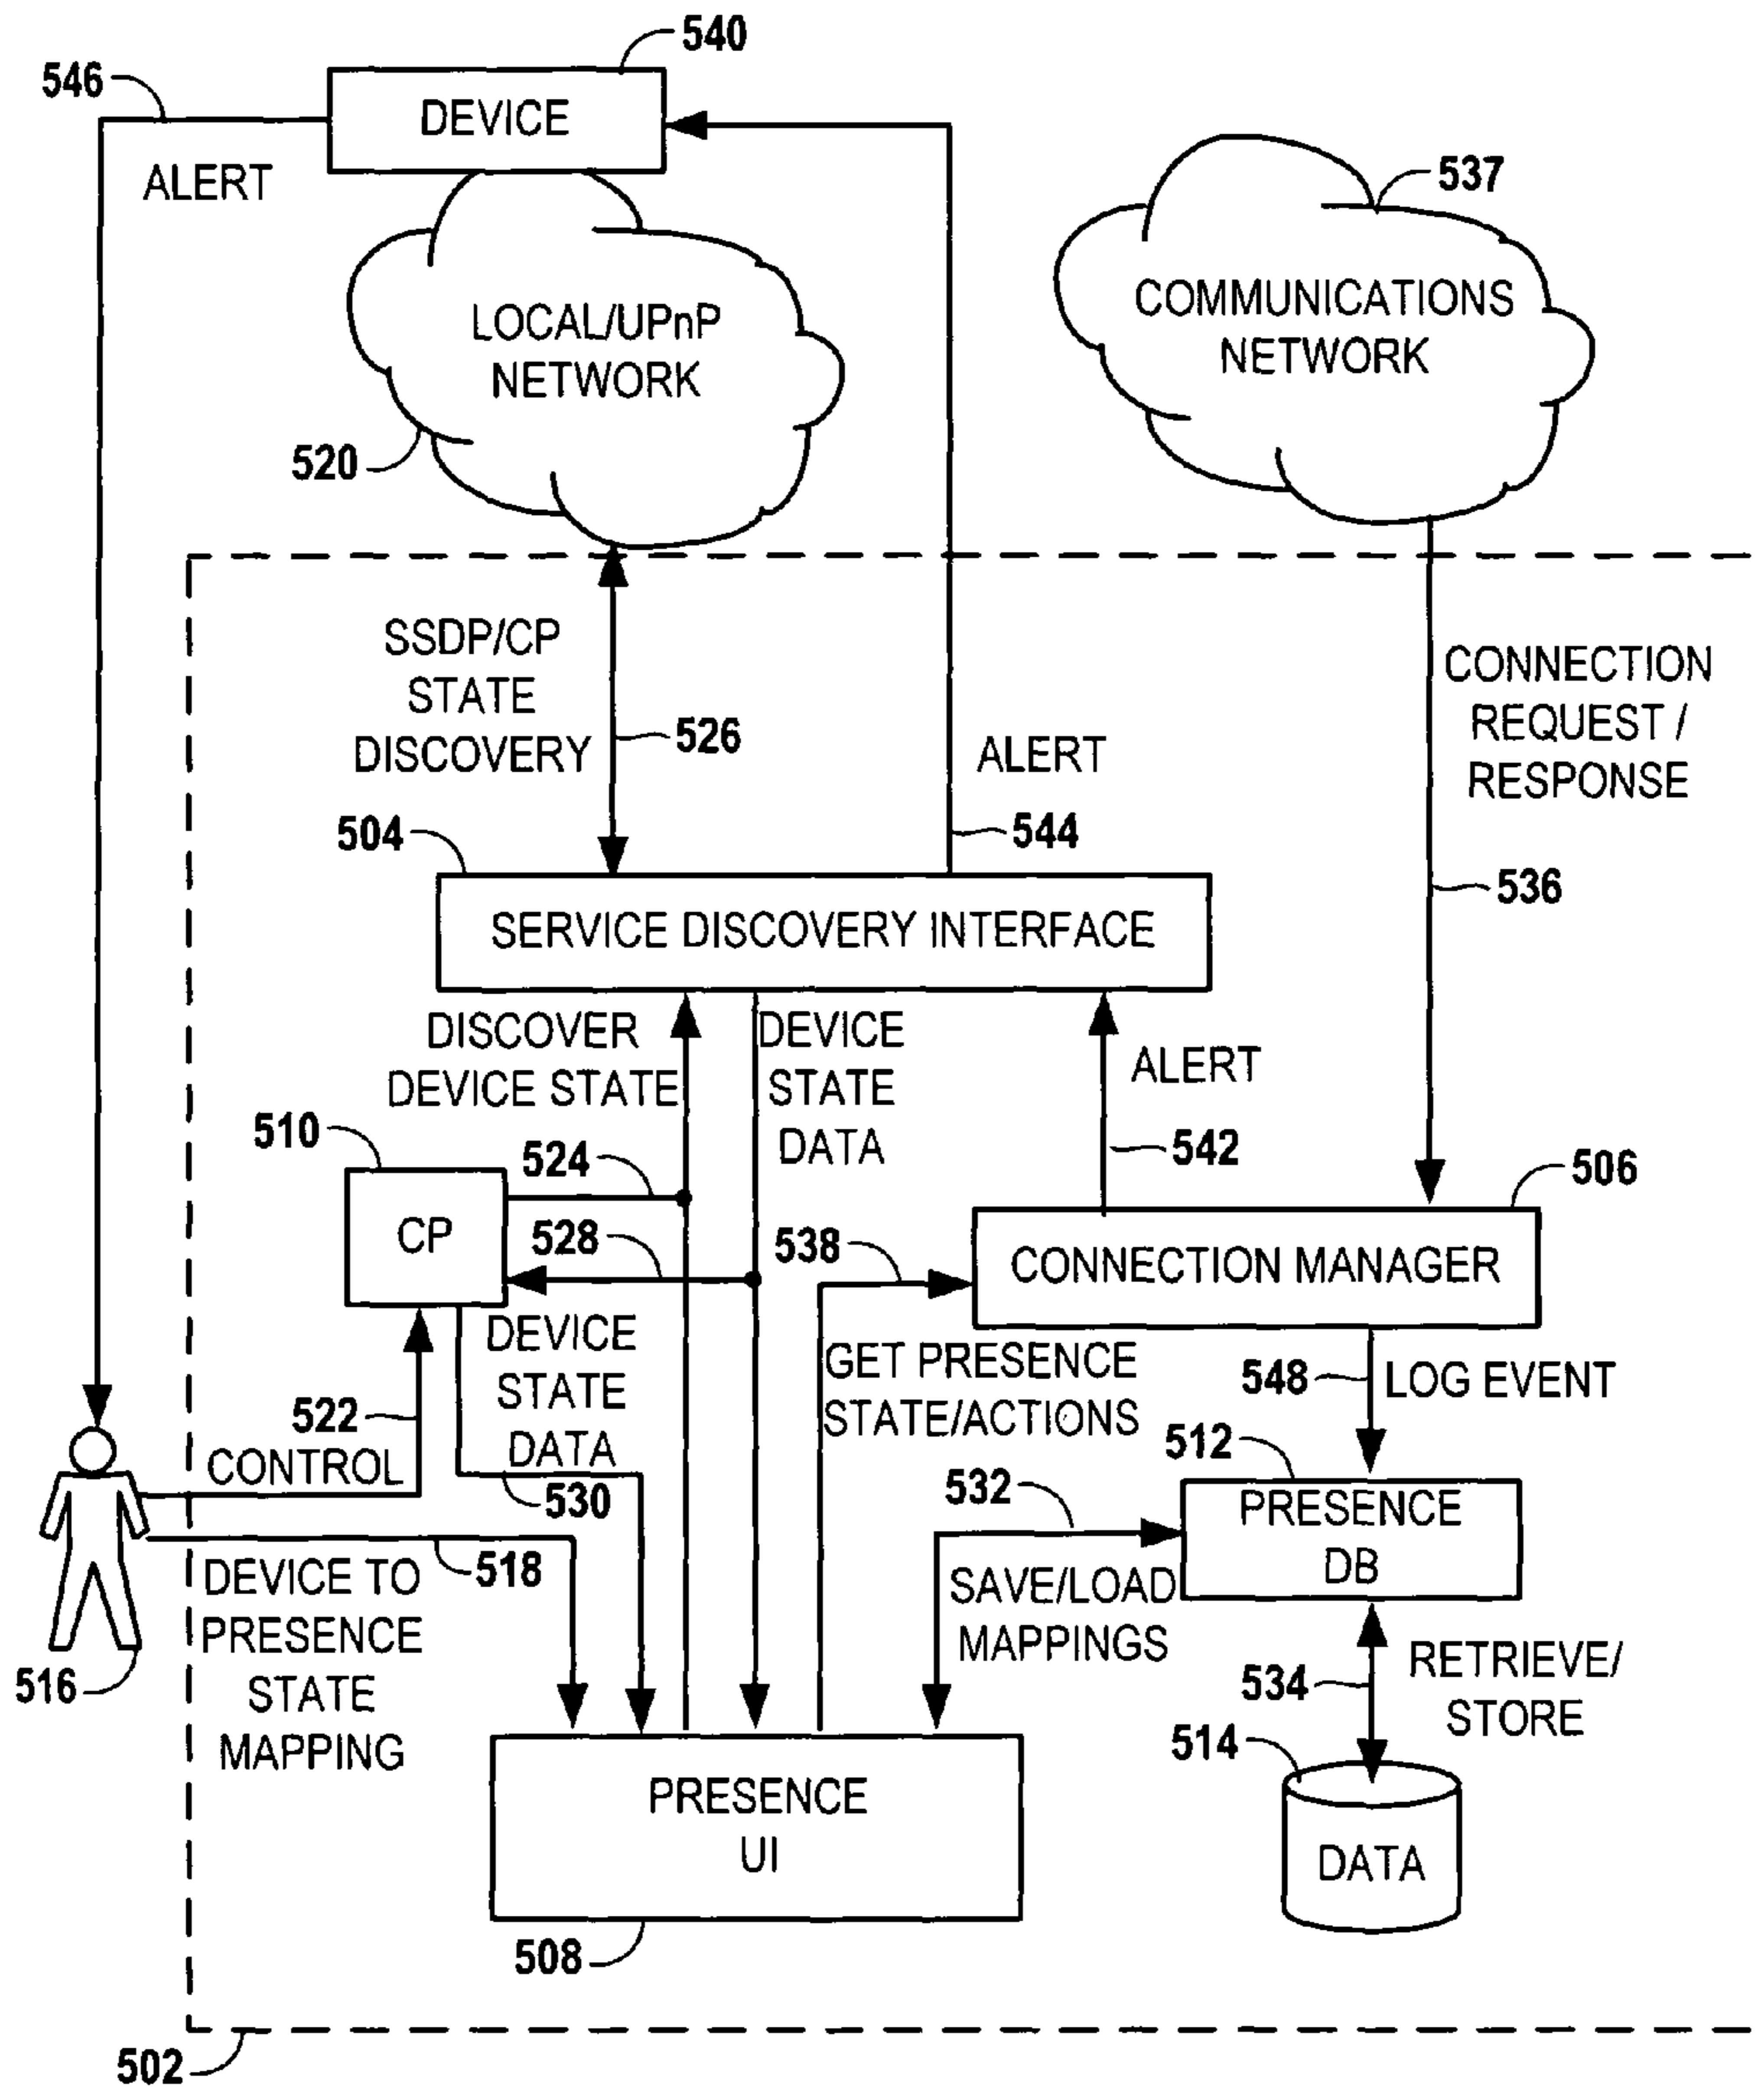 540
546
DEVICE
ALERT
537
LOCAL/UPnP
NETWORK
COMMUNICATIONS
NETWORK
520
SSDP/CP
STATE
DISCOVERY
526
ALERT
CONNECTION
REQUEST /
RESPONSE
504
544
536
SERVICE DISCOVERY INTERFACE
DISCOVER
DEVICE STATE
DEVICE
STATE
DATA
ALERT
510
524
542
506
CP
528
538
CONNECTION MANAGER
DEVICE
STATE
DATA
GET PRESENCE
STATE/ACTIONS
548
LOG EVENT
522
CONTROL
512
530
532
PRESENCE
DB
518
DEVICE TO
PRESENCE
STATE
MAPPING
SAVE/LOAD
MAPPINGS
516
534
RETRIEVE/
STORE
514
PRESENCE
UI
DATA
508
502